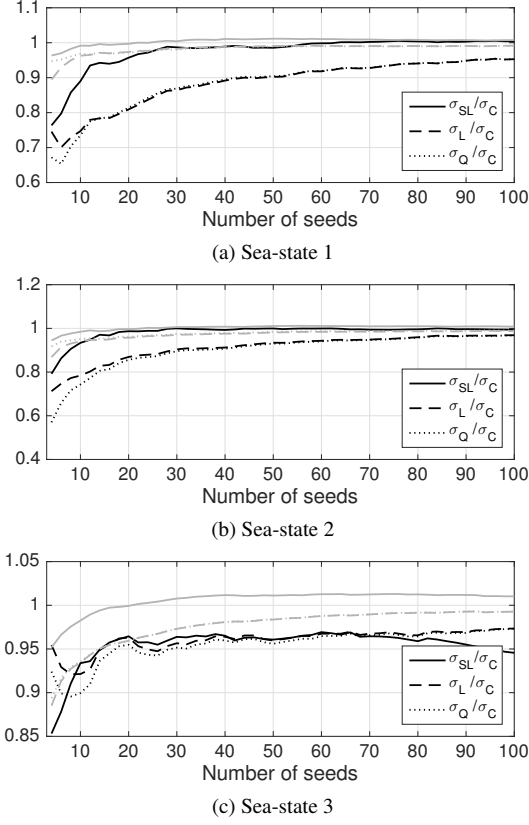 1.1
1
0.9
0.8
0.7
0.6
σSL/σC
σL/σC
σQ/σC
10 20 30 40 50 60 70 80 90 100
Number of seeds
(a) Sea-state 1
1.2
1
0.8
0.6
0.4
σSL/σC
σL/σC
σQ/σC
10 20 30 40 50 60 70 80 90 100
Number of seeds
(b) Sea-state 2
1.05
1
0.95
0.9
0.85
σSL/σC
σL/σC
σQ/σC
10 20 30 40 50 60 70 80 90 100
Number of seeds
(c) Sea-state 3